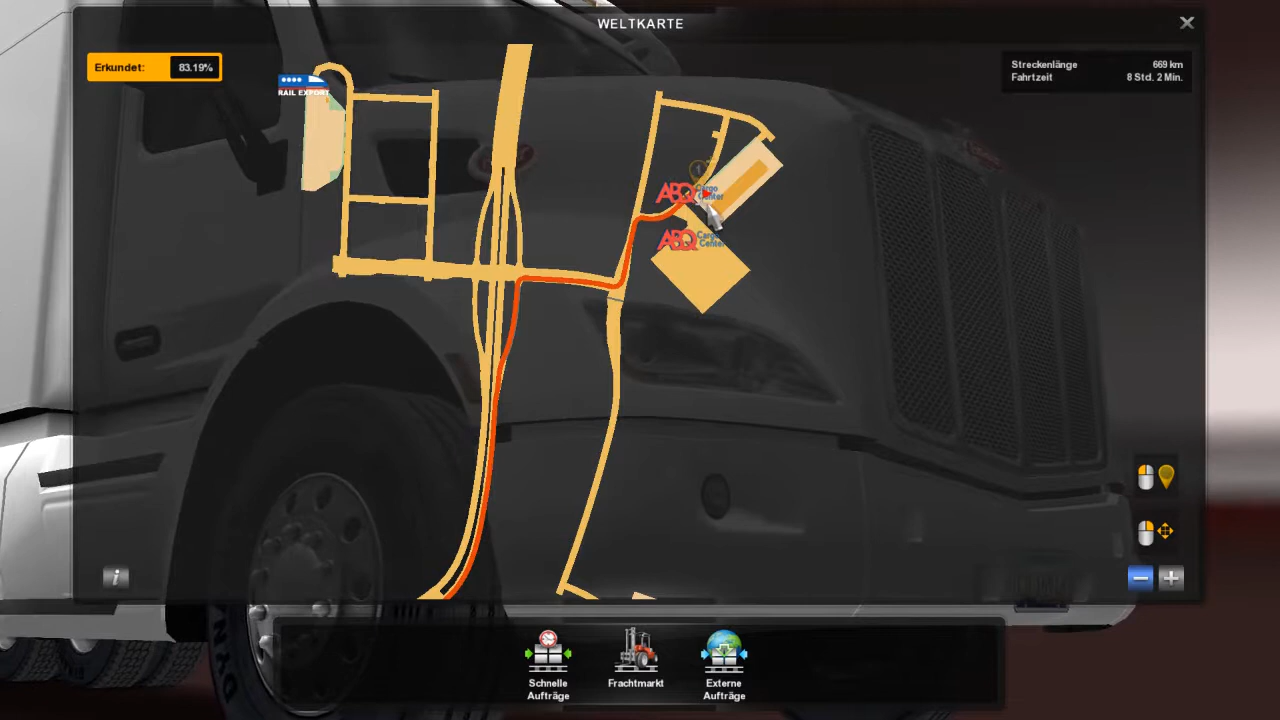 WELTKARTE
Erkundet: 83.19%
Streckenlänge 669 km
Fahrtzeit 8 Std. 2 Min.
RAIL EXPORT
1
ABQ Cargo Center
ABQ Cargo Center
Schnelle Aufträge
Frachtmarkt
Externe Aufträge